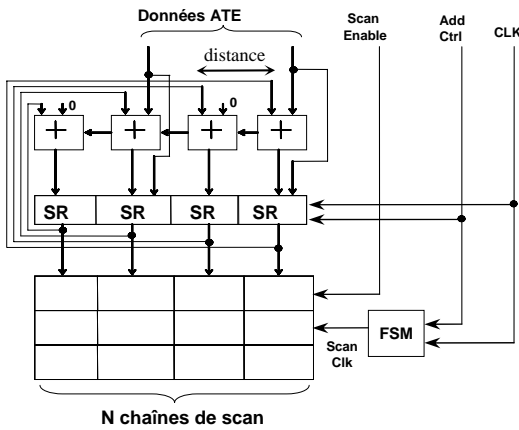 Données ATE
Scan
Enable
Add
Ctrl
CLK
distance
0
0
+ + + +
SR SR SR SR
FSM
Scan
Clk
N chaînes de scan